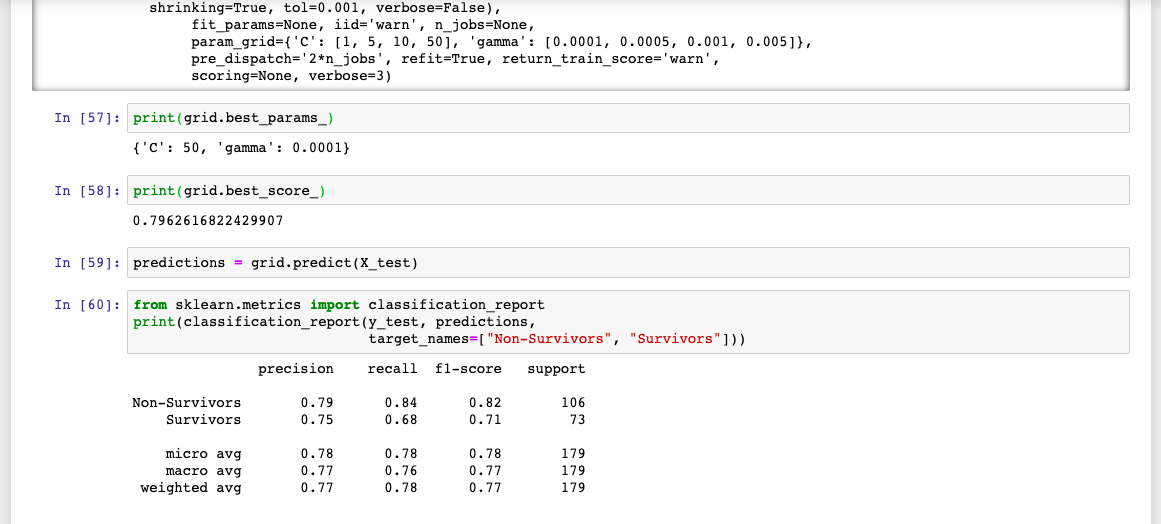 shrinking=True, tol=0.001, verbose=False),
fit_params=None, iid='warn', n_jobs=None,
param_grid={'C': [1, 5, 10, 50], 'gamma': [0.0001, 0.0005, 0.001, 0.005]},
pre_dispatch='2*n_jobs', refit=True, return_train_score='warn',
scoring=None, verbose=3)
In [57]: print(grid.best_params_)
{'C': 50, 'gamma': 0.0001}
In [58]: print(grid.best_score_)
0.7962616822429907
In [59]: predictions = grid.predict(X_test)
In [60]: from sklearn.metrics import classification_report
print(classification_report(y_test, predictions,
target_names=["Non-Survivors", "Survivors"]))
precision recall f1-score support
Non-Survivors 0.79 0.84 0.82 106
Survivors 0.75 0.68 0.71 73
micro avg 0.78 0.78 0.78 179
macro avg 0.77 0.76 0.77 179
weighted avg 0.77 0.78 0.77 179